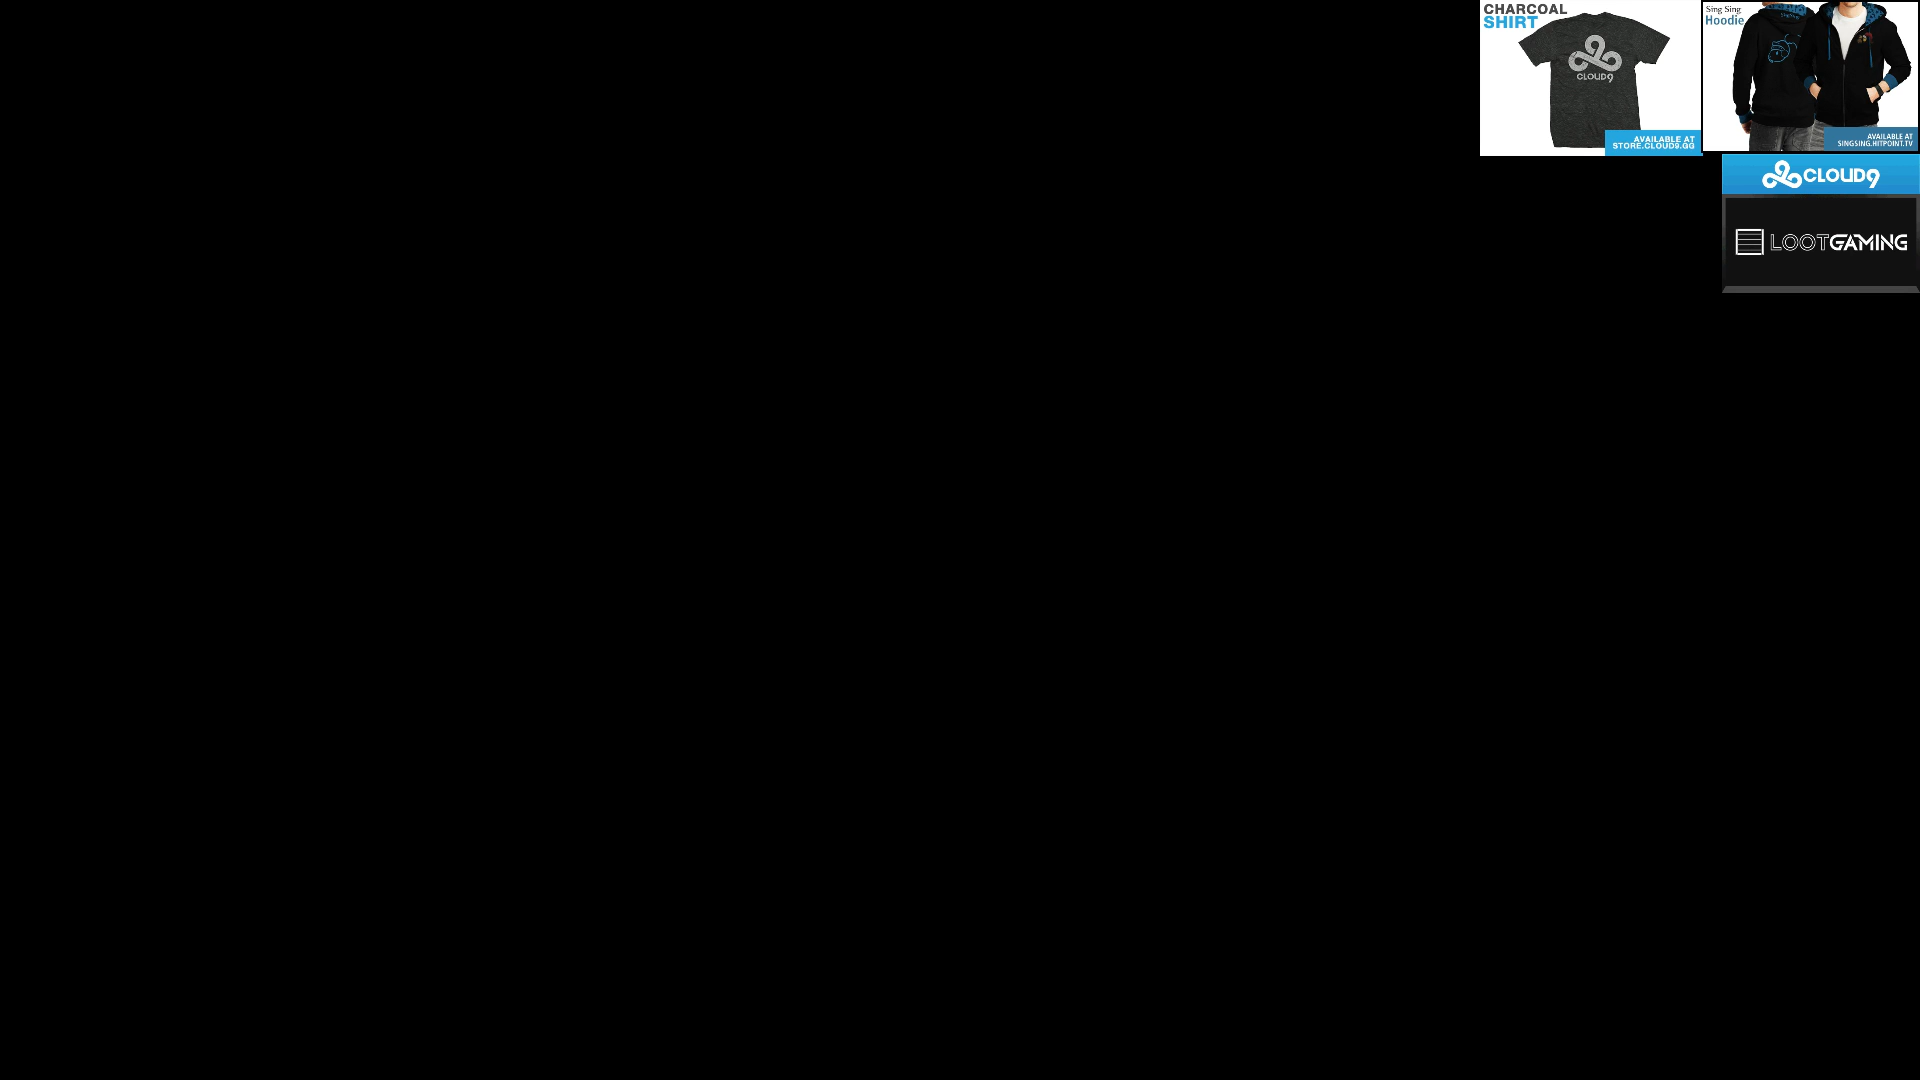 CHARCOAL
SHIRT
CLOUD9
AVAILABLE AT
STORE.CLOUD9.GG
Sing Sing
Hoodie
AVAILABLE AT
SINGSING.HITPOINT.TV
CLOUD9
LOOTGAMING